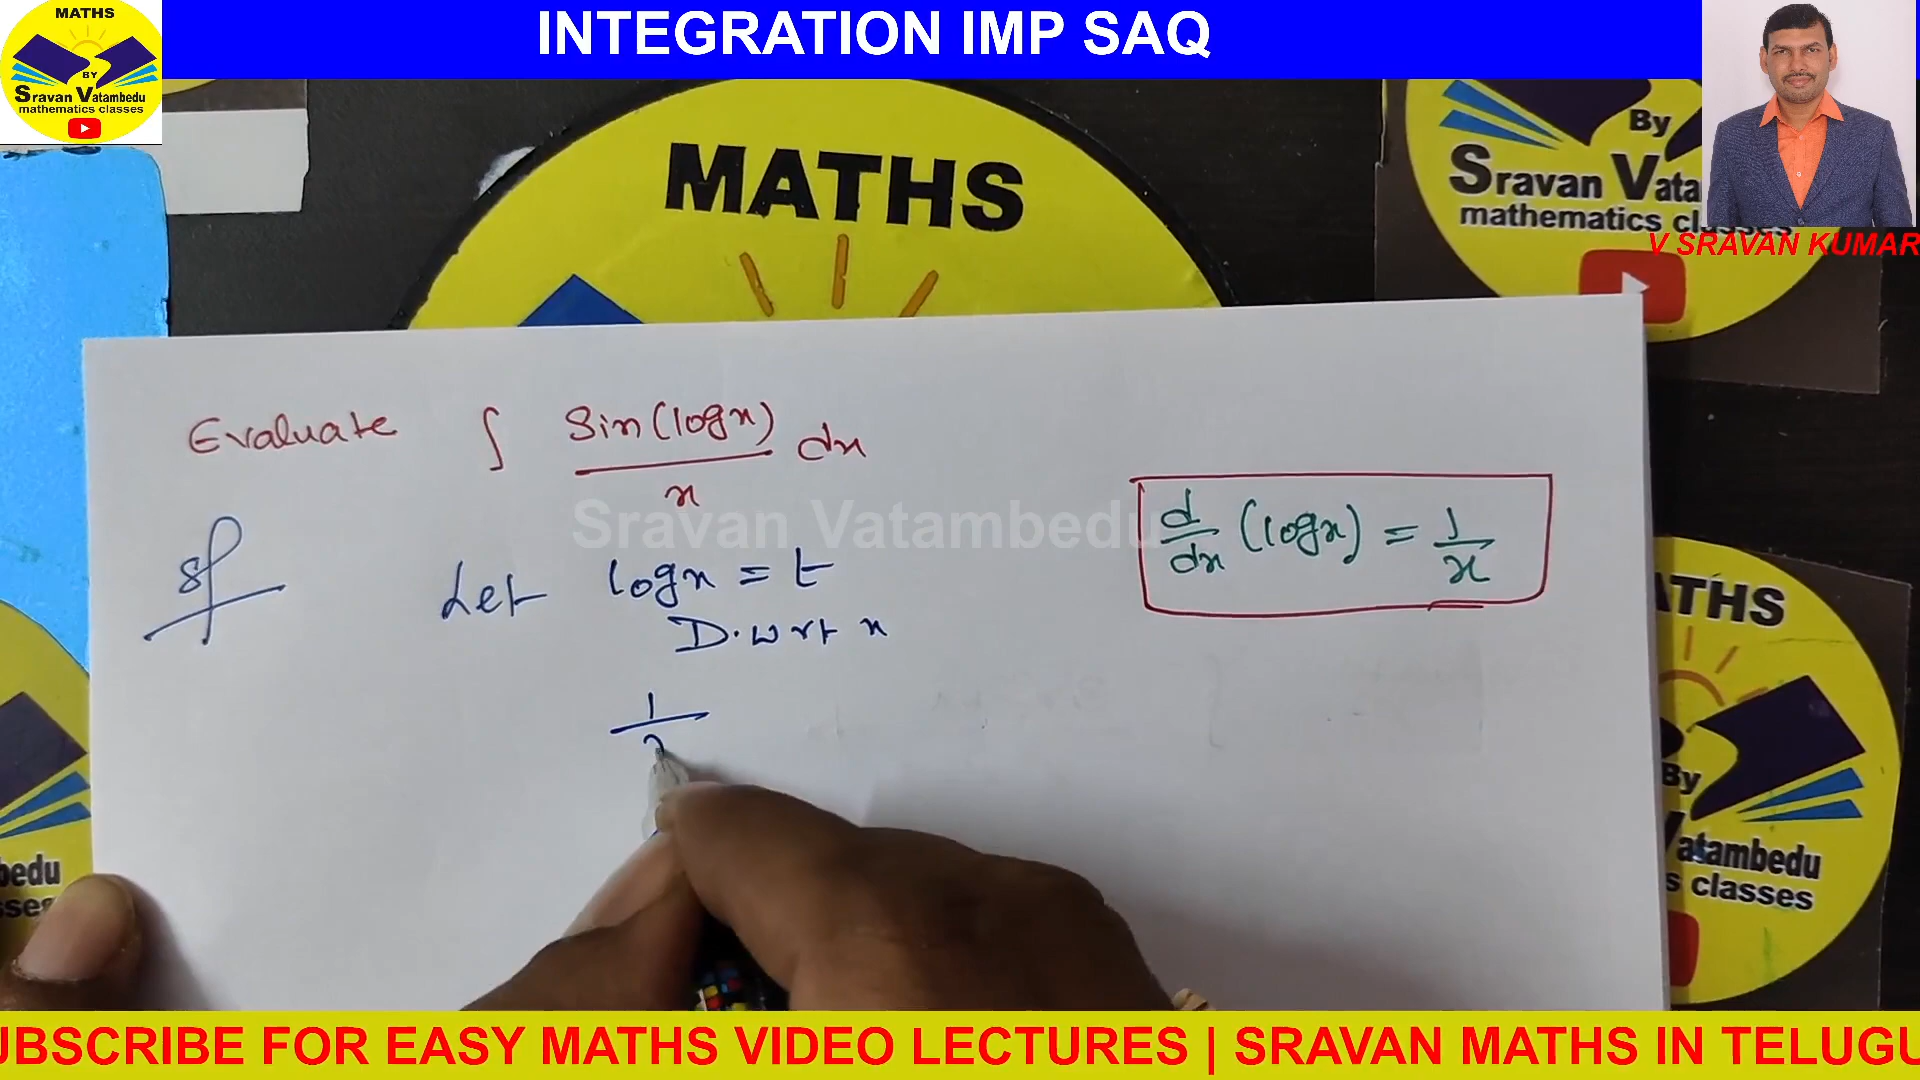 INTEGRATION IMP SAQ
MATHS
BY
Sravan Vatambedu
mathematics classes
V SRAVAN KUMAR
MATHS
By
Sravan Vata
mathematics cl
Evaluate ∫ Sin(logx)/x dx
Sravan Vatambedu
d/dx (logx) = 1/x
Sol
Let logx = t
D.w rt x
1
ATHS
By
atambedu
s classes
bedu
UBSCRIBE FOR EASY MATHS VIDEO LECTURES | SRAVAN MATHS IN TELUGU